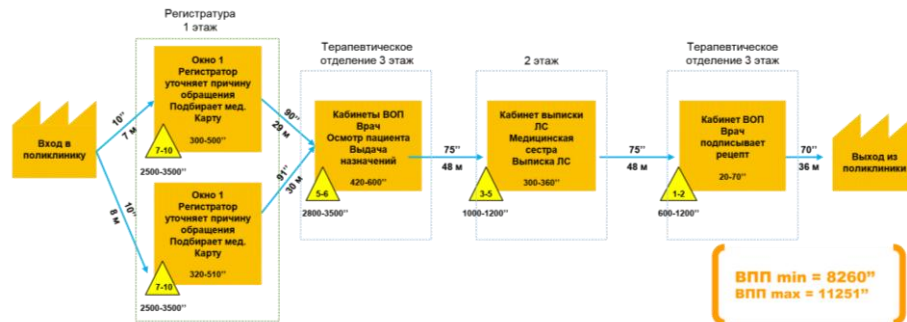 Регистратура
1 этаж
Окно 1
Регистратор
уточняет причину
обращения
Подбирает мед.
Карту
300-500''
7-10
2500-3500''
10''
7 м
90''
29 м
Вход в
поликлинику
10''
8 м
91''
30 м
Окно 1
Регистратор
уточняет причину
обращения
Подбирает мед.
Карту
320-510''
7-10
2500-3500''
Терапевтическое
отделение 3 этаж
Кабинеты ВОП
Врач
Осмотр пациента
Выдача
назначений
420-600''
5-6
2800-3500''
75''
48 м
2 этаж
Кабинет выписки
ЛС
Медицинская
сестра
Выписка ЛС
300-360''
3-5
1000-1200''
75''
48 м
Терапевтическое
отделение 3 этаж
Кабинет ВОП
Врач
подписывает
рецепт
20-70''
1-2
600-1200''
70''
36 м
Выход из
поликлиники
ВПП min = 8260''
ВПП max = 11251''